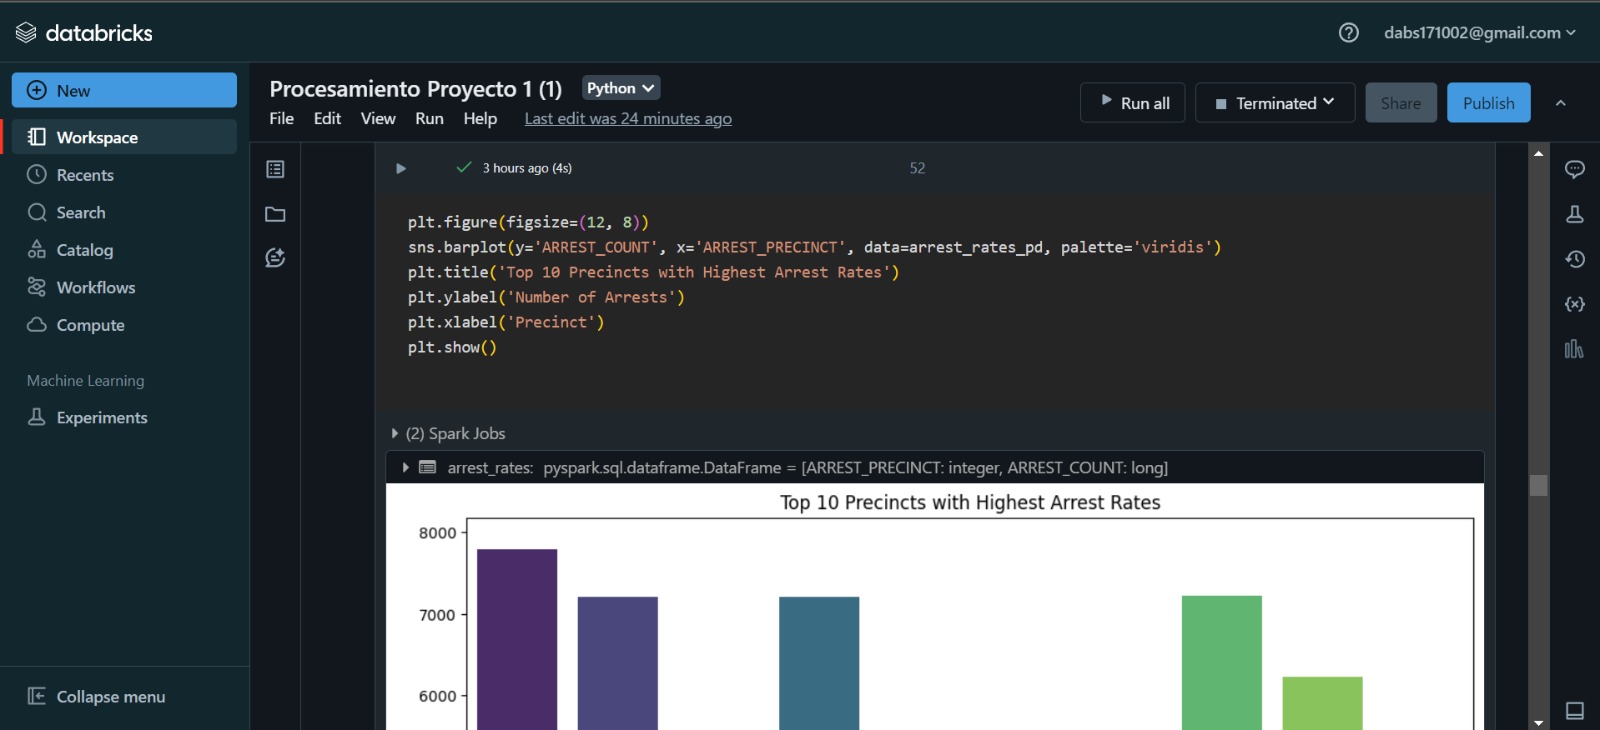 databricks
dabs171002@gmail.com
New
Workspace
Recents
Search
Catalog
Workflows
Compute
Machine Learning
Experiments
Collapse menu
Procesamiento Proyecto 1 (1)
Python
File Edit View Run Help Last edit was 24 minutes ago
Run all
Terminated
Share
Publish
3 hours ago (4s)
52
plt.figure(figsize=(12, 8))
sns.barplot(y='ARREST_COUNT', x='ARREST_PRECINCT', data=arrest_rates_pd, palette='viridis')
plt.title('Top 10 Precincts with Highest Arrest Rates')
plt.ylabel('Number of Arrests')
plt.xlabel('Precinct')
plt.show()
(2) Spark Jobs
arrest_rates: pyspark.sql.dataframe.DataFrame = [ARREST_PRECINCT: integer, ARREST_COUNT: long]
Top 10 Precincts with Highest Arrest Rates
8000
7000
6000